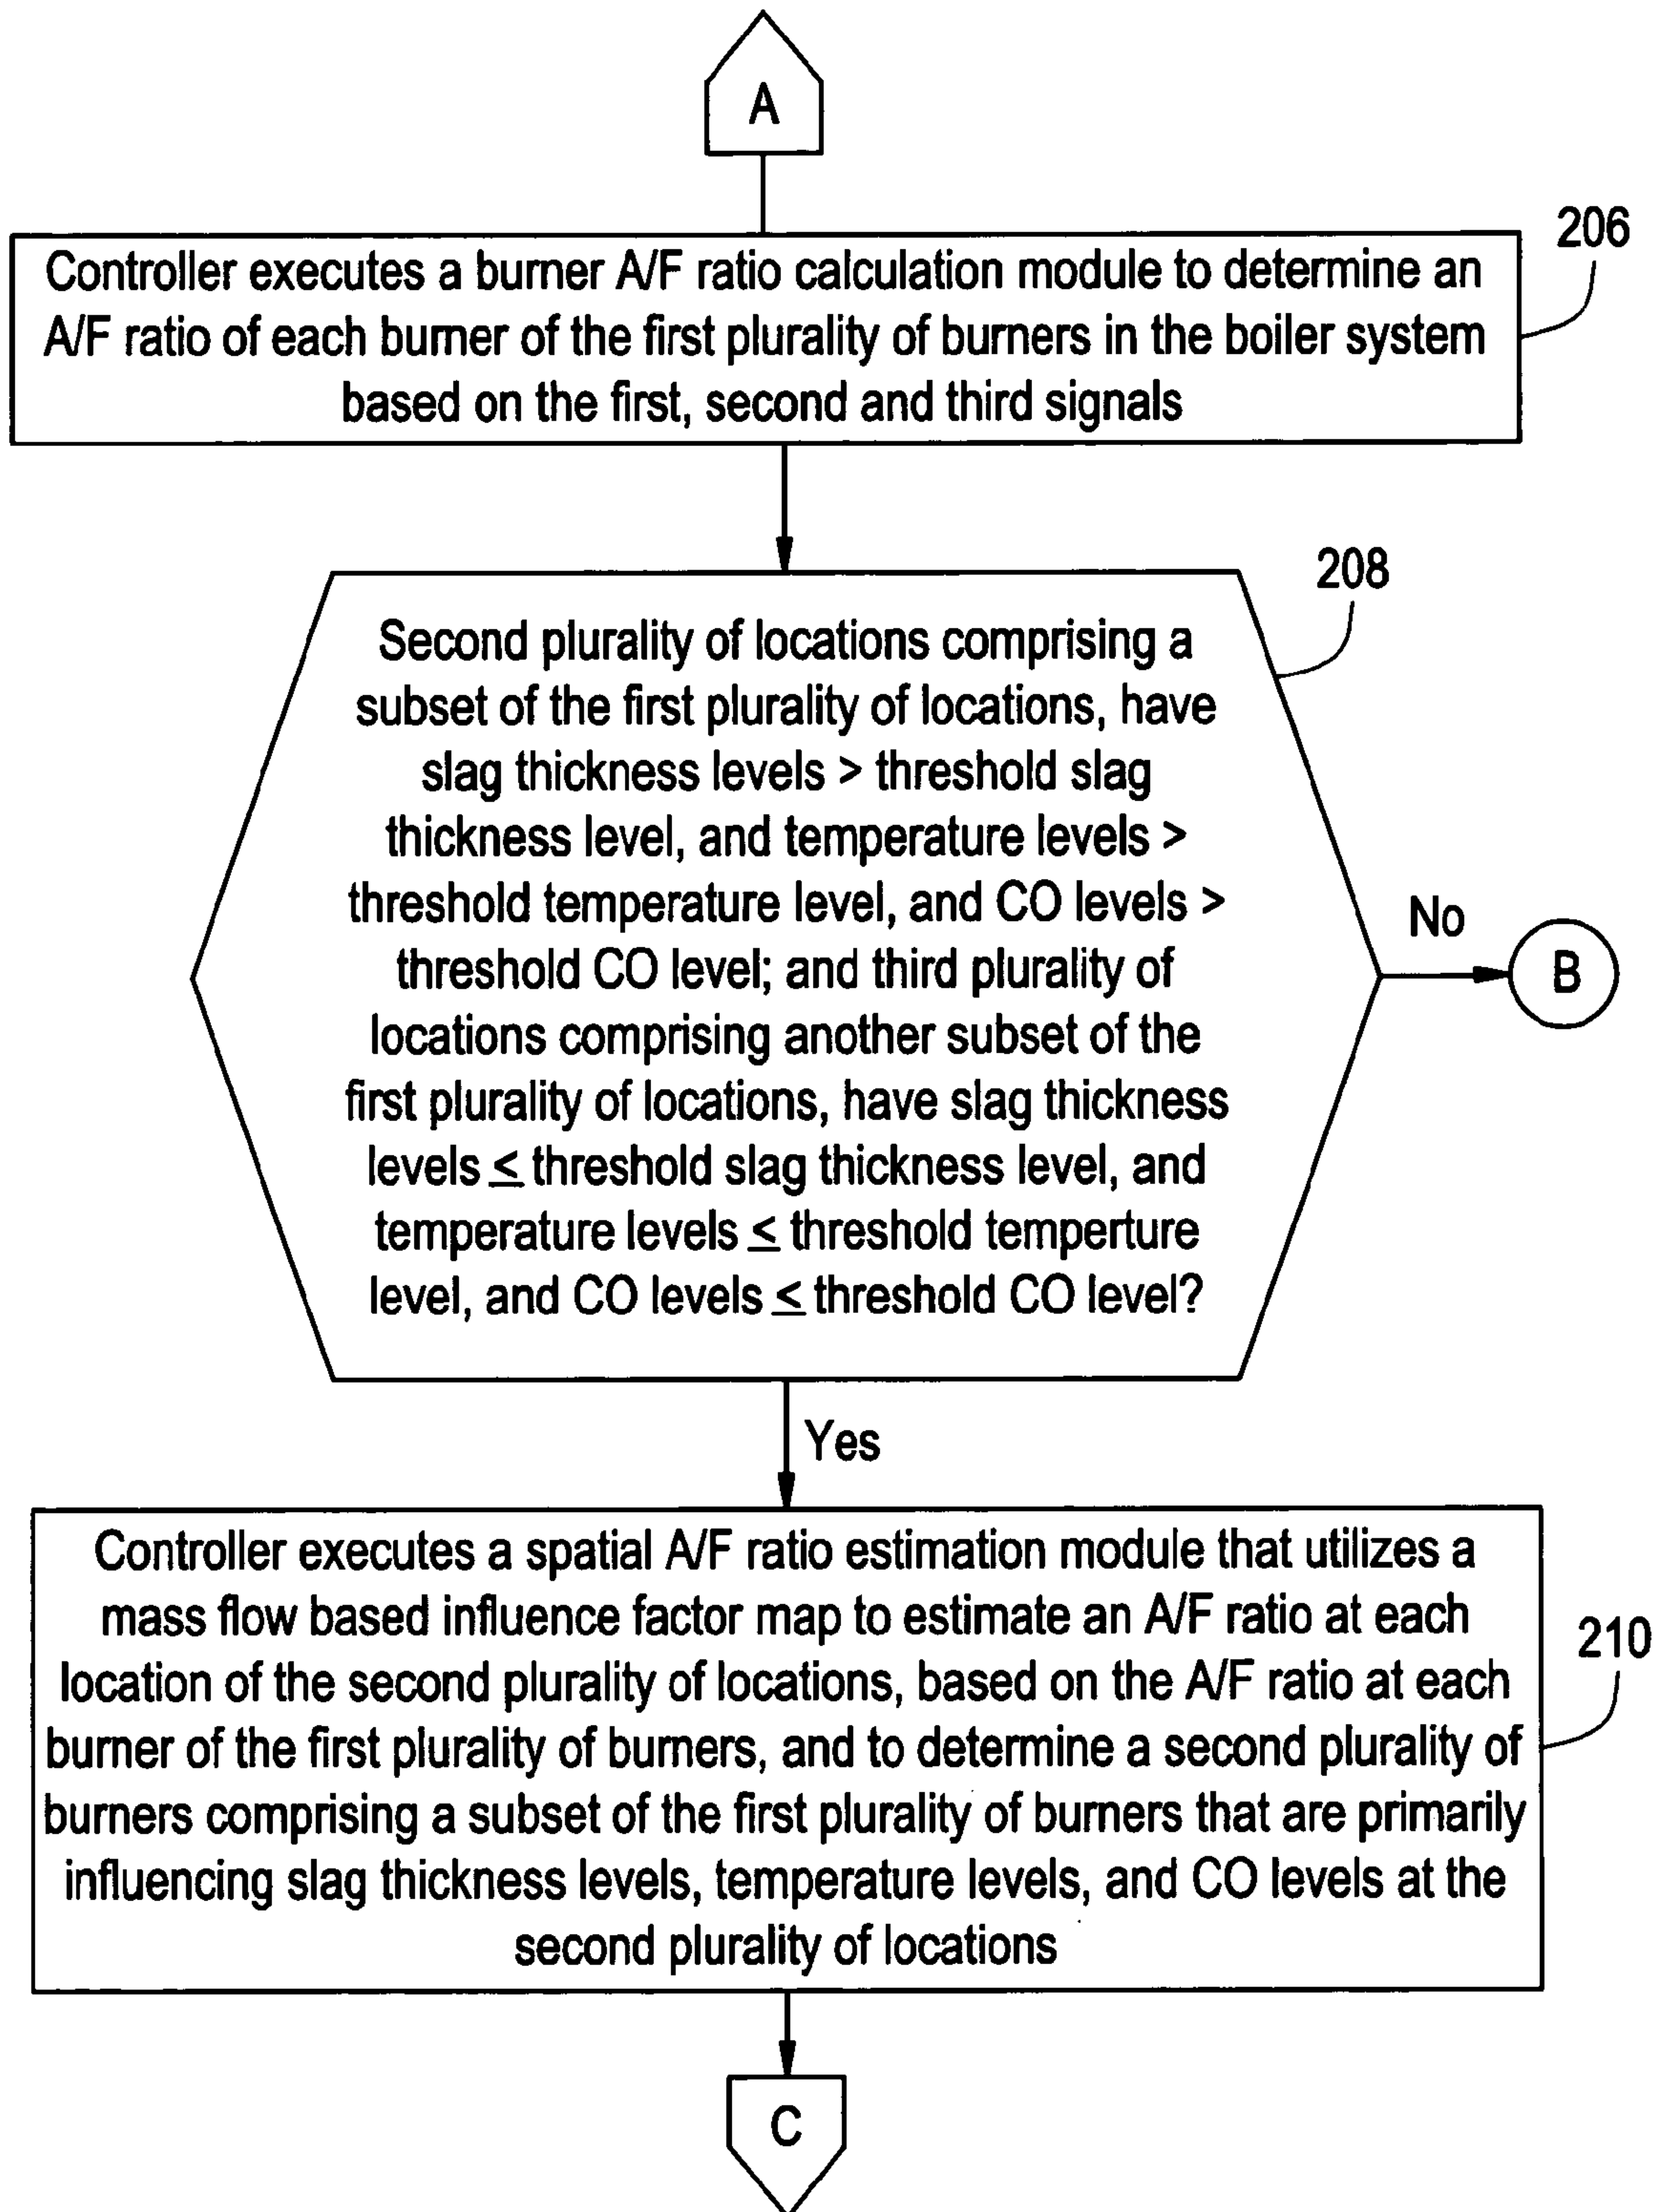 A
206
Controller executes a burner A/F ratio calculation module to determine an
A/F ratio of each burner of the first plurality of burners in the boiler system
based on the first, second and third signals
208
Second plurality of locations comprising a
subset of the first plurality of locations, have
slag thickness levels > threshold slag
thickness level, and temperature levels >
threshold temperature level, and CO levels >
threshold CO level; and third plurality of
locations comprising another subset of the
first plurality of locations, have slag thickness
levels ≤ threshold slag thickness level, and
temperature levels ≤ threshold temperture
level, and CO levels ≤ threshold CO level?
No
B
Yes
Controller executes a spatial A/F ratio estimation module that utilizes a
mass flow based influence factor map to estimate an A/F ratio at each
location of the second plurality of locations, based on the A/F ratio at each
burner of the first plurality of burners, and to determine a second plurality of
burners comprising a subset of the first plurality of burners that are primarily
influencing slag thickness levels, temperature levels, and CO levels at the
second plurality of locations
210
C